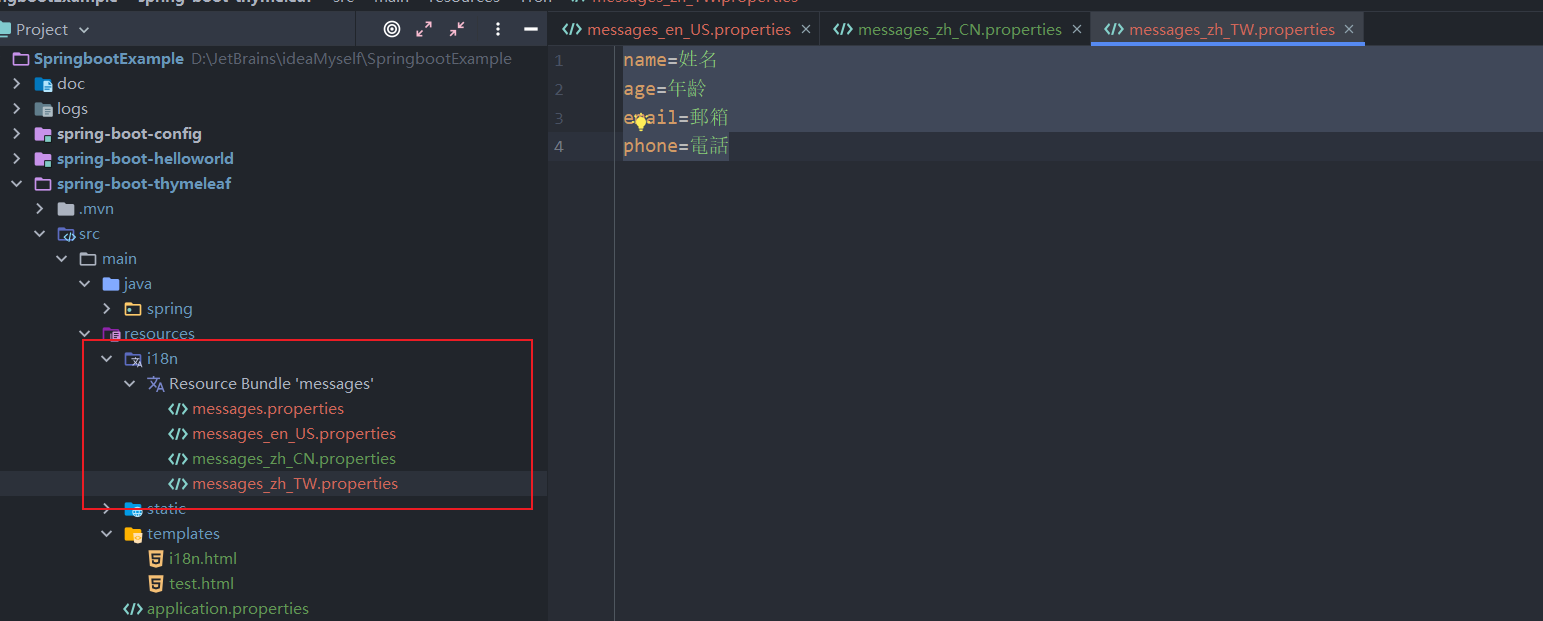 Project
messages_en_US.properties
messages_zh_CN.properties
messages_zh_TW.properties
SpringbootExample D:\JetBrains\ideaMyself\SpringbootExample
doc
logs
spring-boot-config
spring-boot-helloworld
spring-boot-thymeleaf
.mvn
src
main
java
spring
resources
i18n
Resource Bundle 'messages'
messages.properties
messages_en_US.properties
messages_zh_CN.properties
messages_zh_TW.properties
static
templates
i18n.html
test.html
application.properties
1 name=姓名
2 age=年齡
3 email=郵箱
4 phone=電話